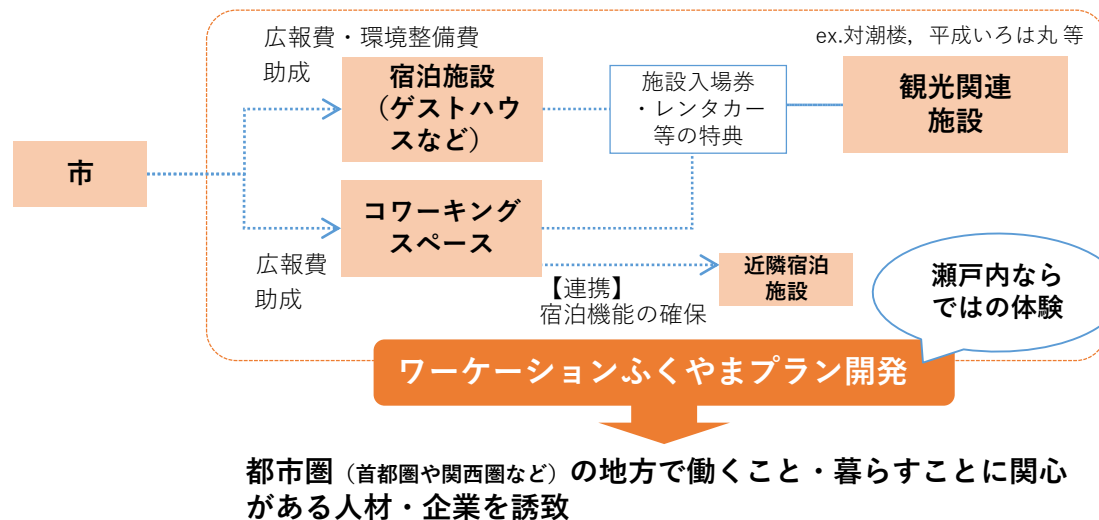 広報費・環境整備費
助成
ex.対潮楼，平成いろは丸 等
宿泊施設
（ゲストハウ
スなど）
施設入場券
・レンタカー
等の特典
観光関連
施設
市
コワーキング
スペース
広報費
助成
【連携】
宿泊機能の確保
近隣宿泊
施設
瀬戸内なら
ではの体験
ワーケーションふくやまプラン開発
都市圏（首都圏や関西圏など）の地方で働くこと・暮らすことに関心
がある人材・企業を誘致